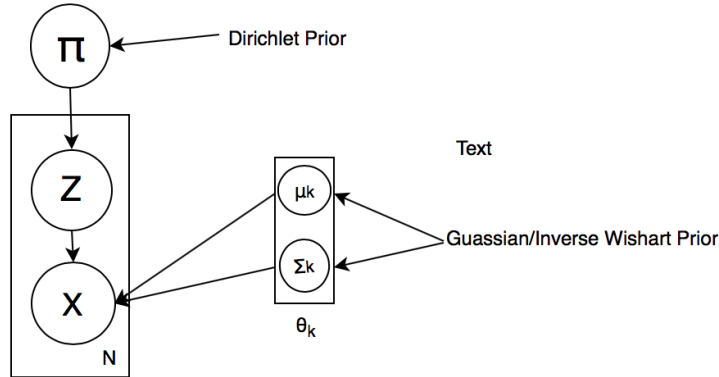 π
Dirichlet Prior
Text
Z
μk
Guassian/Inverse Wishart Prior
Σk
X
θk
N